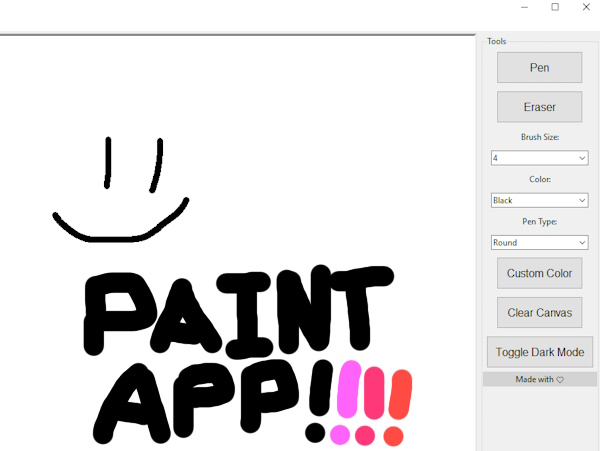 Tools
Pen
Eraser
Brush Size:
4
Color:
Black
Pen Type:
Round
Custom Color
Clear Canvas
Toggle Dark Mode
Made with ♡
PAINT
APP!!!!